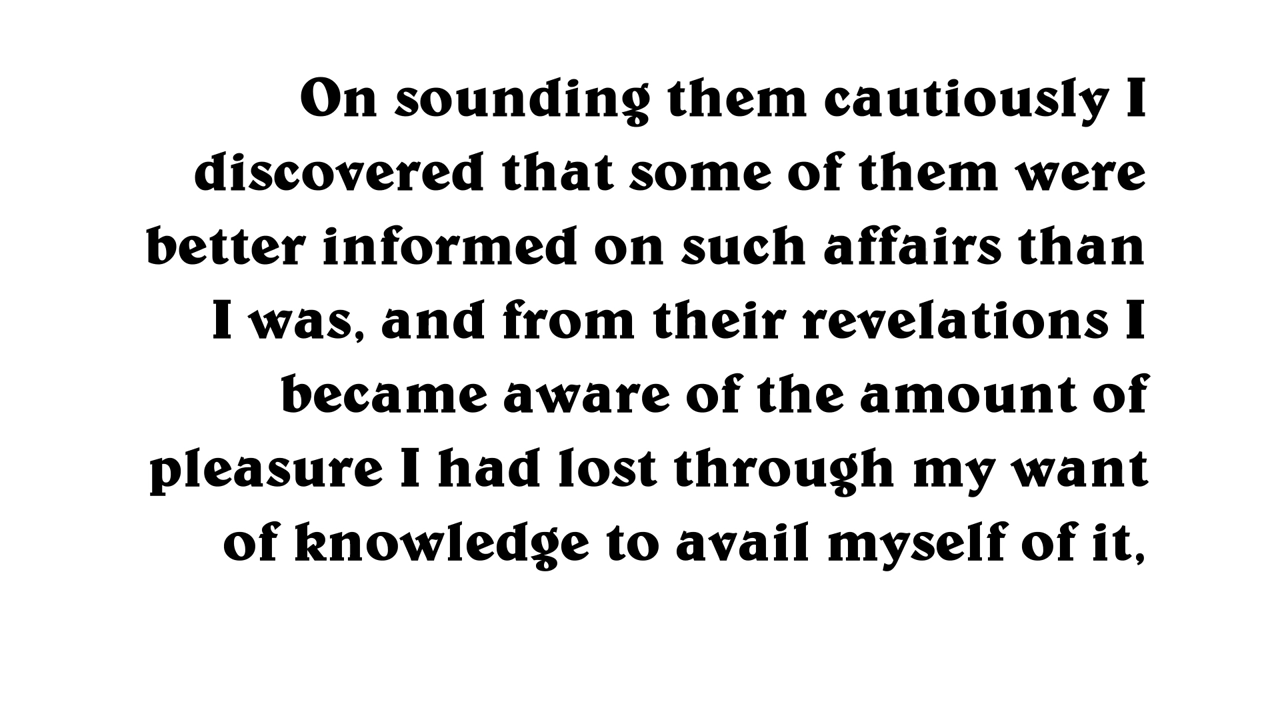 On sounding them cautiously I
discovered that some of them were
better informed on such affairs than
I was, and from their revelations I
became aware of the amount of
pleasure I had lost through my want
of knowledge to avail myself of it,